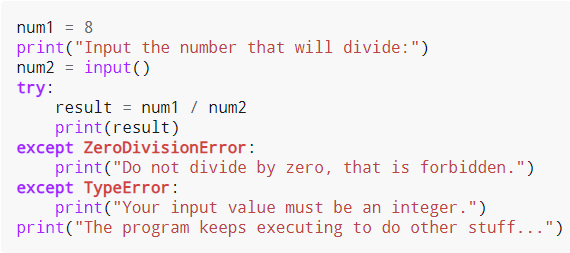 num1 = 8
print("Input the number that will divide:")
num2 = input()
try:
    result = num1 / num2
    print(result)
except ZeroDivisionError:
    print("Do not divide by zero, that is forbidden.")
except TypeError:
    print("Your input value must be an integer.")
print("The program keeps executing to do other stuff...")